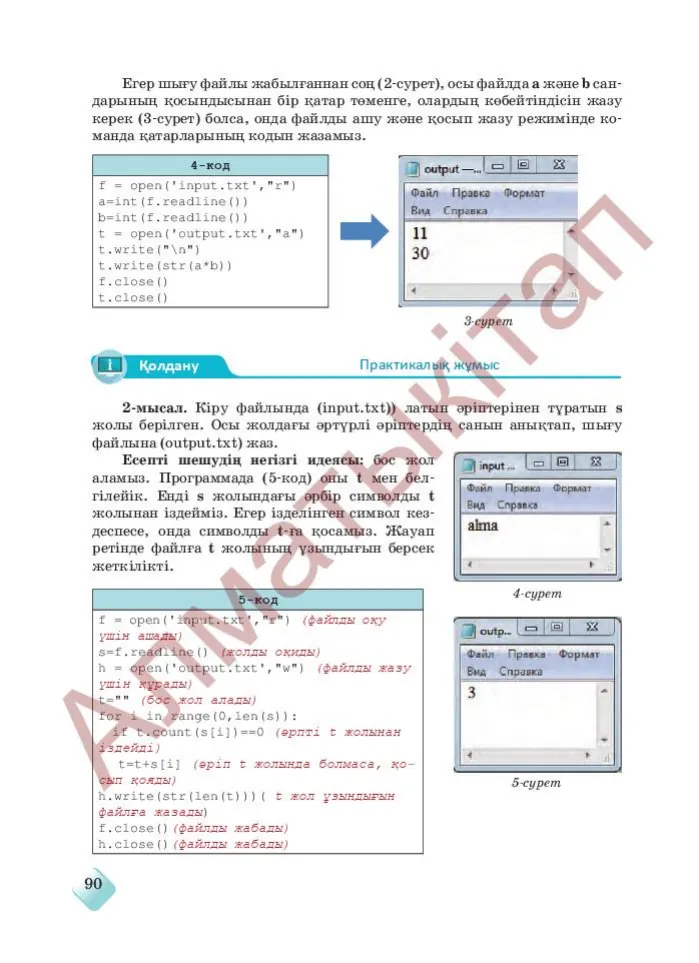 Егер шығу файлы жабылғаннан соң (2-сурет), осы файлда a және b сан-
дарының қосындысынан бір қатар төменге, олардың көбейтіндісін жазу
керек (3-сурет) болса, онда файлды ашу және қосып жазу режимінде ко-
манда қатарларының кодын жазамыз.
4-код
f = open('input.txt',"r")
a=int(f.readline())
b=int(f.readline())
t = open('output.txt',"a")
t.write("\n")
t.write(str(a*b))
f.close()
t.close()
output —...
Файл Правка Формат
Вид Справка
11
30
3-сурет
Қолдану
Практикалық жұмыс
2-мысал. Кіру файлында (input.txt)) латын әріптерінен тұратын s
жолы берілген. Осы жолдағы әртүрлі әріптердің санын анықтап, шығу
файлына (output.txt) жаз.
Есепті шешудің негізгі идеясы: бос жол
аламыз. Программада (5-код) оны t мен бел-
гілейік. Енді s жолындағы әрбір символды t
жолынан іздейміз. Егер ізделінген символ кез-
деспесе, онда символды t-ға қосамыз. Жауап
ретінде файлға t жолының ұзындығын берсек
жеткілікті.
input ...
Файл Правка Формат
Вид Справка
alma
4-сурет
5-код
f = open('input.txt',"r") (файлды оқу
үшін ашады)
s=f.readline() (жолды оқиды)
h = open('output.txt',"w") (файлды жазу
үшін құрады)
t="" (бос жол алады)
for i in range(0,len(s)):
if t.count(s[i])==0 (әрпті t жолынан
іздейді)
t=t+s[i] (әріп t жолында болмаса, қо-
сып қояды)
h.write(str(len(t)))( t жол ұзындығын
файлға жазады)
f.close()(файлды жабады)
h.close()(файлды жабады)
outp...
Файл Правка Формат
Вид Справка
3
5-сурет
90
Алматыкітап